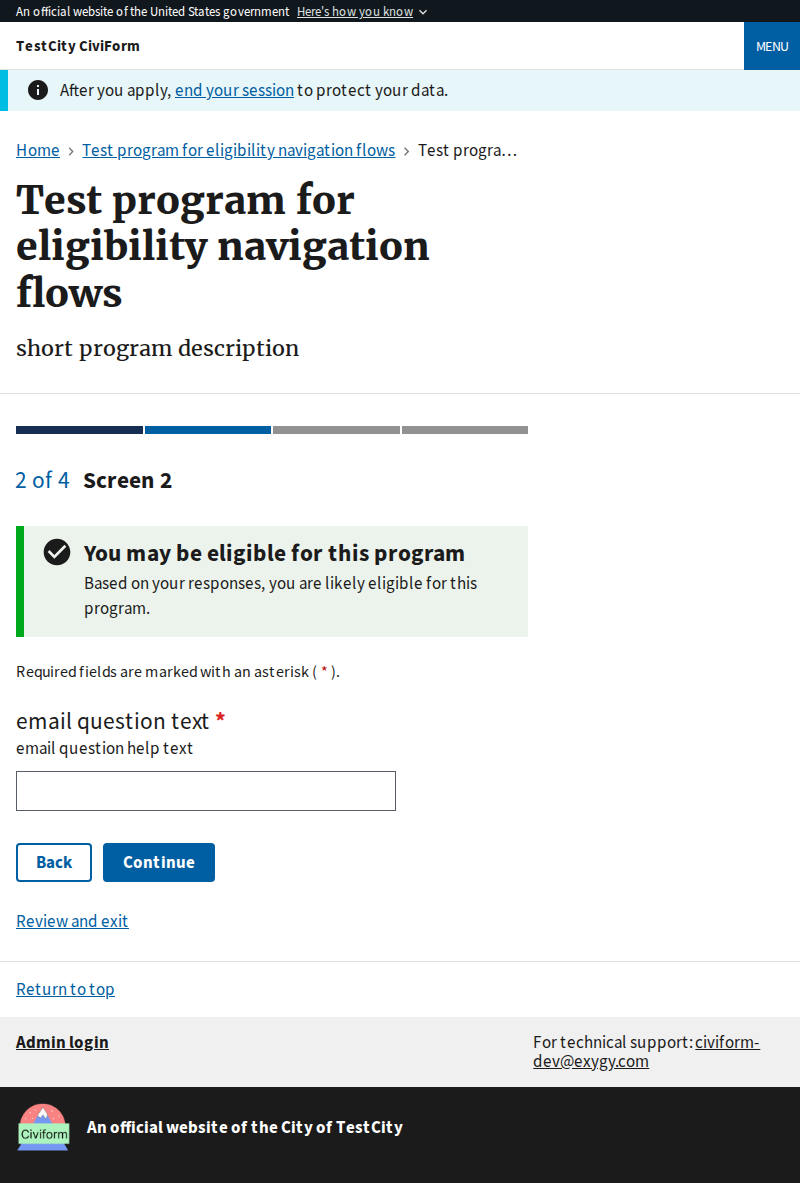 An official website of the United States government Here's how you know
TestCity CiviForm
MENU
After you apply, end your session to protect your data.
Home › Test program for eligibility navigation flows › Test progra…
Test program for
eligibility navigation
flows
short program description
2 of 4 Screen 2
You may be eligible for this program
Based on your responses, you are likely eligible for this
program.
Required fields are marked with an asterisk ( * ).
email question text *
email question help text
Back
Continue
Review and exit
Return to top
Admin login
For technical support: civiform-
dev@exygy.com
Civiform
An official website of the City of TestCity